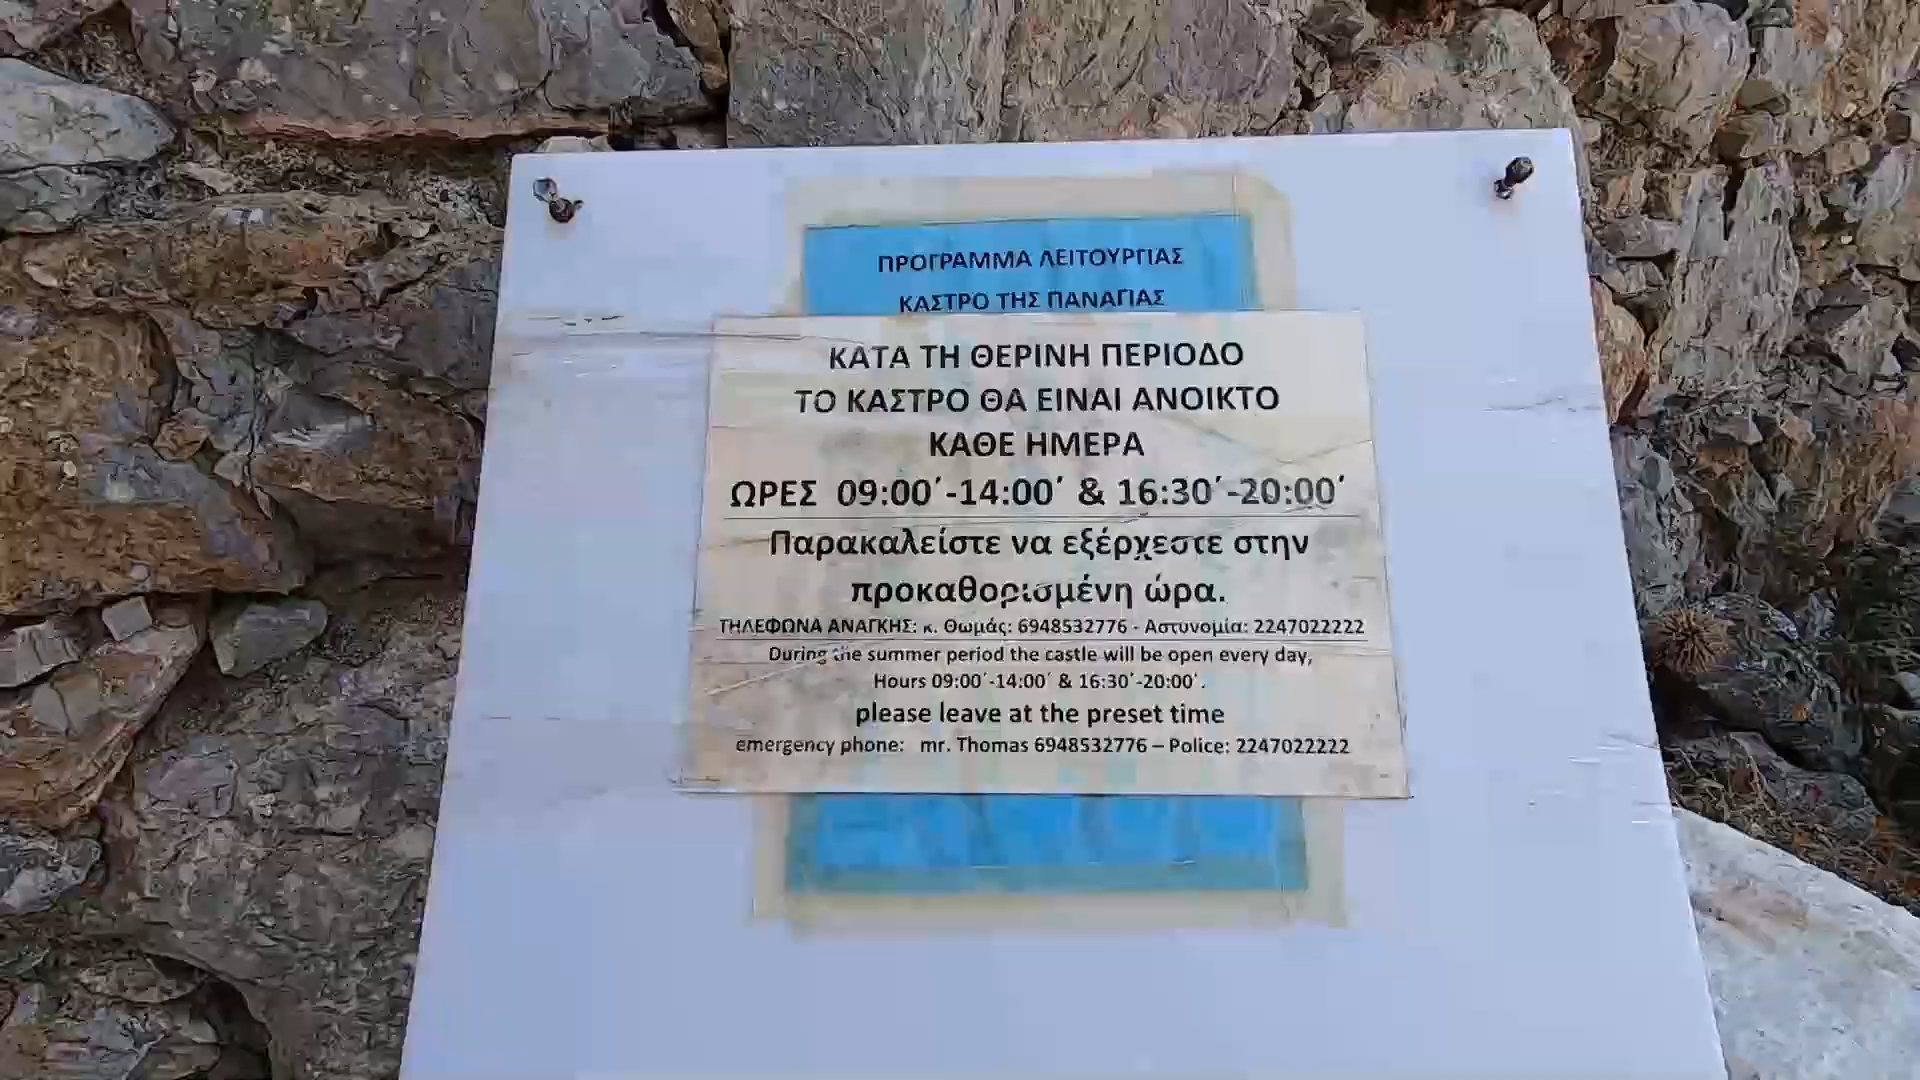 ΠΡΟΓΡΑΜΜΑ ΛΕΙΤΟΥΡΓΙΑΣ
ΚΑΣΤΡΟ ΤΗΣ ΠΑΝΑΓΙΑΣ
ΚΑΤΑ ΤΗ ΘΕΡΙΝΗ ΠΕΡΙΟΔΟ
ΤΟ ΚΑΣΤΡΟ ΘΑ ΕΙΝΑΙ ΑΝΟΙΚΤΟ
ΚΑΘΕ ΗΜΕΡΑ
ΩΡΕΣ 09:00΄-14:00΄ & 16:30΄-20:00΄
Παρακαλείστε να εξέρχεστε στην
προκαθορισμένη ώρα.
ΤΗΛΕΦΩΝΑ ΑΝΑΓΚΗΣ: κ. Θωμάς: 6948532776 - Αστυνομία: 2247022222
During the summer period the castle will be open every day,
Hours 09:00΄-14:00΄ & 16:30΄-20:00΄.
please leave at the preset time
emergency phone: mr. Thomas 6948532776 – Police: 2247022222